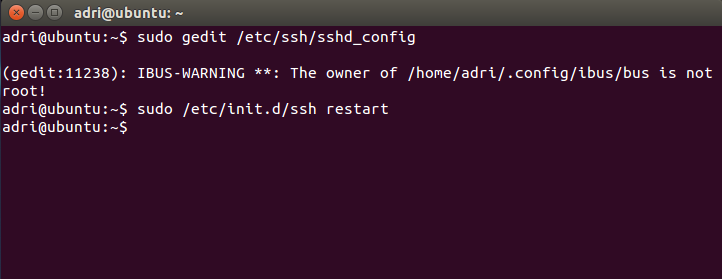 adri@ubuntu: ~
adri@ubuntu:~$ sudo gedit /etc/ssh/sshd_config
(gedit:11238): IBUS-WARNING **: The owner of /home/adri/.config/ibus/bus is not
root!
adri@ubuntu:~$ sudo /etc/init.d/ssh restart
adri@ubuntu:~$